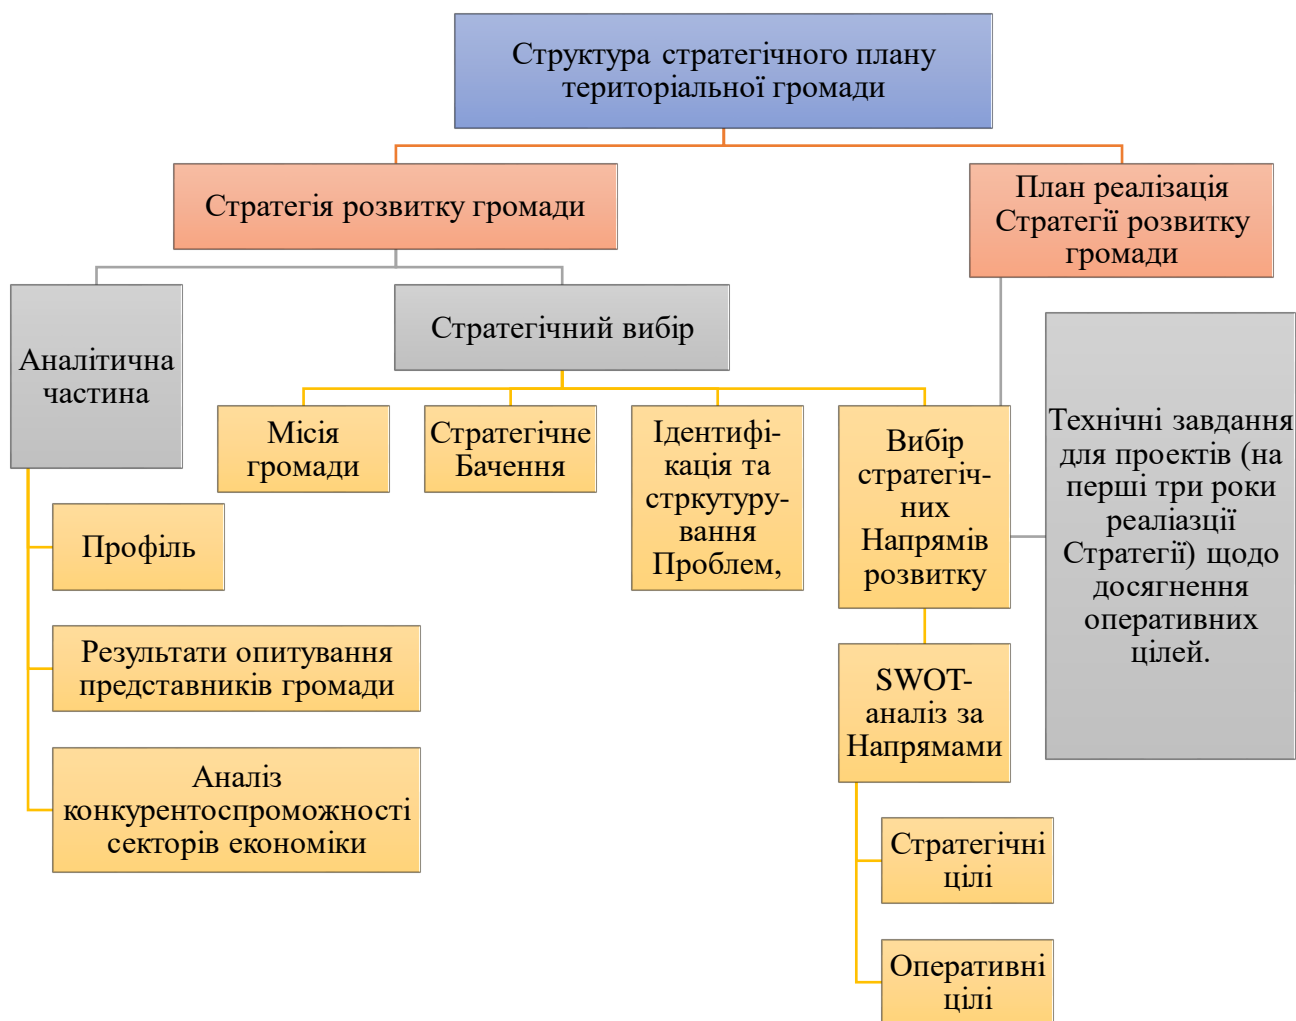 Структура стратегічного плану
територіальної громади
Стратегія розвитку громади
План реалізація
Стратегії розвитку
громади
Аналітична
частина
Стратегічний вибір
Місія
громади
Стратегічне
Бачення
Ідентифі-
кація та
стркутуру-
вання
Проблем,
Вибір
стратегіч-
них
Напрямів
розвитку
Технічні завдання
для проектів (на
перші три роки
реаліазції
Стратегії) щодо
досягнення
оперативних
цілей.
Профіль
Результати опитування
представників громади
Аналіз
конкурентоспроможності
секторів економіки
SWOT-
аналіз за
Напрямами
Стратегічні
цілі
Оперативні
цілі